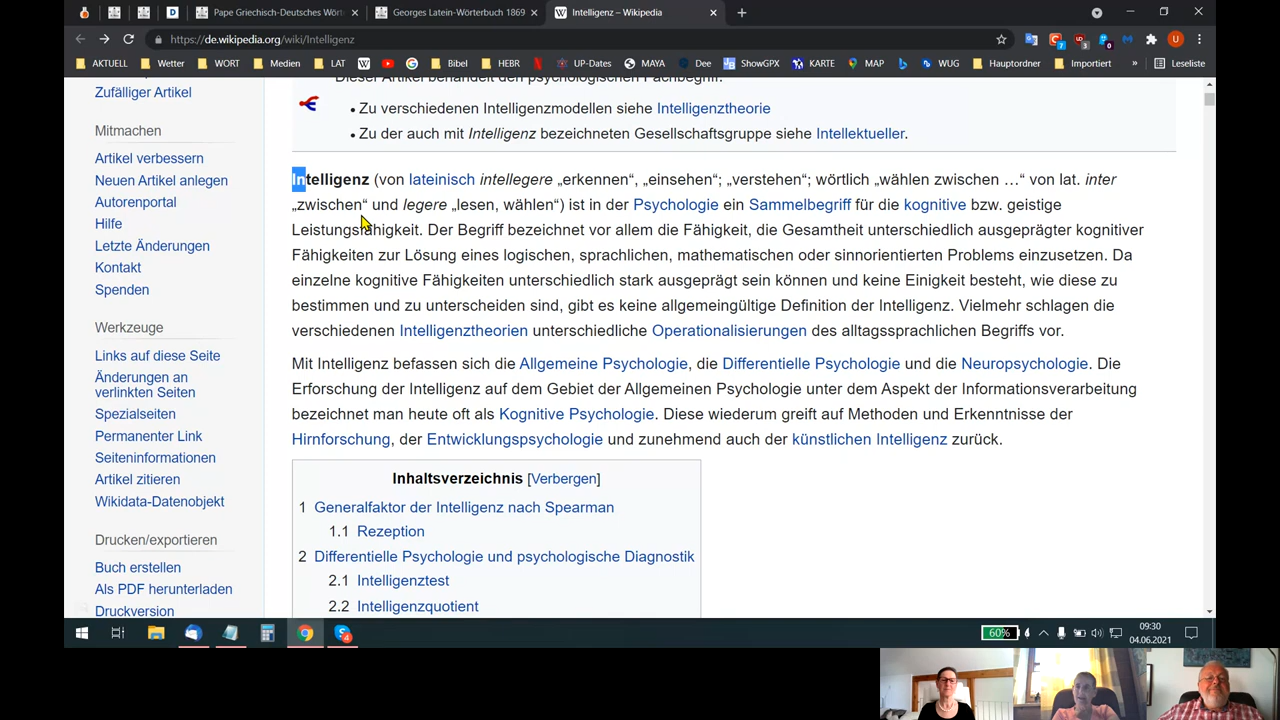 Pape Griechisch-Deutsches Wört
Georges Latein-Wörterbuch 1869
Intelligenz – Wikipedia
https://de.wikipedia.org/wiki/Intelligenz
AKTUELL
Wetter
WORT
Medien
LAT
Bibel
HEBR
UP-Dates
MAYA
Dee
ShowGPX
KARTE
MAP
WUG
Hauptordner
Importiert
»
Leseliste
Dieser Artikel behandelt den psychologischen Fachbegriff.
Zufälliger Artikel
Mitmachen
Artikel verbessern
Neuen Artikel anlegen
Autorenportal
Hilfe
Letzte Änderungen
Kontakt
Spenden
Werkzeuge
Links auf diese Seite
Änderungen an
verlinkten Seiten
Spezialseiten
Permanenter Link
Seiteninformationen
Artikel zitieren
Wikidata-Datenobjekt
Drucken/exportieren
Buch erstellen
Als PDF herunterladen
Druckversion
• Zu verschiedenen Intelligenzmodellen siehe Intelligenztheorie
• Zu der auch mit Intelligenz bezeichneten Gesellschaftsgruppe siehe Intellektueller.
Intelligenz (von lateinisch intellegere „erkennen“, „einsehen“; „verstehen“; wörtlich „wählen zwischen …“ von lat. inter
„zwischen“ und legere „lesen, wählen“) ist in der Psychologie ein Sammelbegriff für die kognitive bzw. geistige
Leistungsfähigkeit. Der Begriff bezeichnet vor allem die Fähigkeit, die Gesamtheit unterschiedlich ausgeprägter kognitiver
Fähigkeiten zur Lösung eines logischen, sprachlichen, mathematischen oder sinnorientierten Problems einzusetzen. Da
einzelne kognitive Fähigkeiten unterschiedlich stark ausgeprägt sein können und keine Einigkeit besteht, wie diese zu
bestimmen und zu unterscheiden sind, gibt es keine allgemeingültige Definition der Intelligenz. Vielmehr schlagen die
verschiedenen Intelligenztheorien unterschiedliche Operationalisierungen des alltagssprachlichen Begriffs vor.
Mit Intelligenz befassen sich die Allgemeine Psychologie, die Differentielle Psychologie und die Neuropsychologie. Die
Erforschung der Intelligenz auf dem Gebiet der Allgemeinen Psychologie unter dem Aspekt der Informationsverarbeitung
bezeichnet man heute oft als Kognitive Psychologie. Diese wiederum greift auf Methoden und Erkenntnisse der
Hirnforschung, der Entwicklungspsychologie und zunehmend auch der künstlichen Intelligenz zurück.
Inhaltsverzeichnis [Verbergen]
1 Generalfaktor der Intelligenz nach Spearman
1.1 Rezeption
2 Differentielle Psychologie und psychologische Diagnostik
2.1 Intelligenztest
2.2 Intelligenzquotient
60%
09:30
04.06.2021